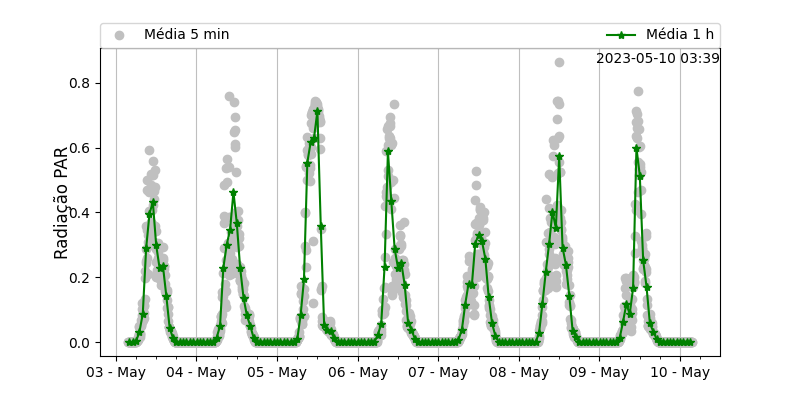 Média 5 min
Média 1 h
2023-05-10 03:39
Radiação PAR
0.8
0.6
0.4
0.2
0.0
03 - May
04 - May
05 - May
06 - May
07 - May
08 - May
09 - May
10 - May